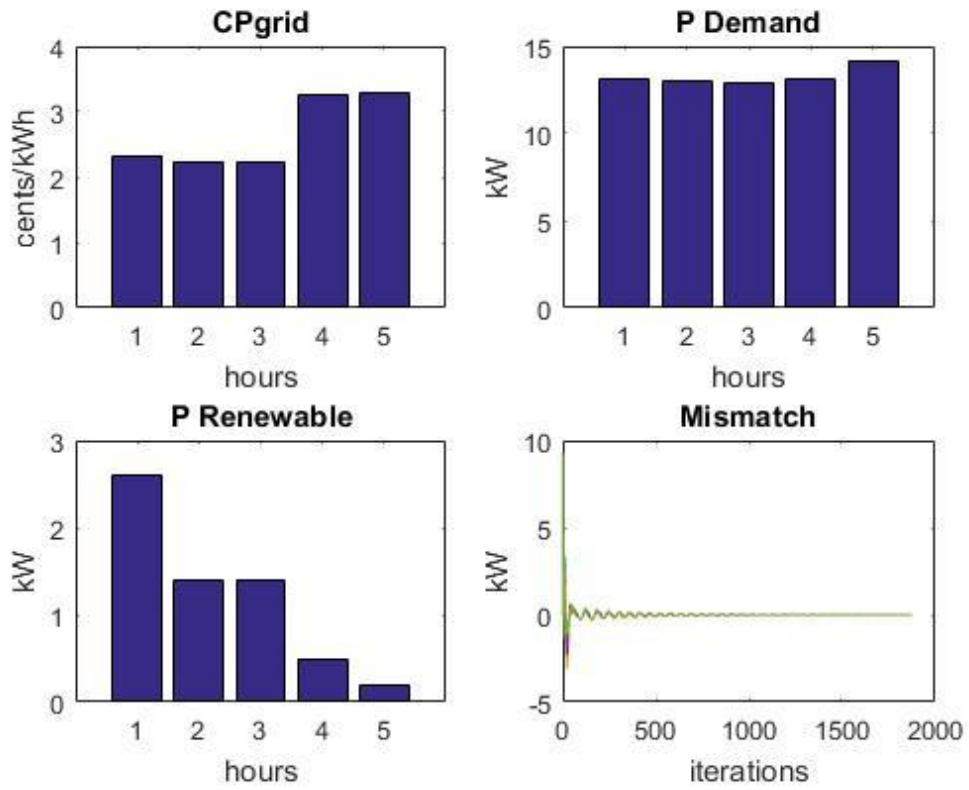 CPgrid
4
3
2
1
0
cents/kWh
1 2 3 4 5
hours
P Demand
15
10
5
0
kW
1 2 3 4 5
hours
P Renewable
3
2
1
0
kW
1 2 3 4 5
hours
Mismatch
10
5
0
-5
kW
0 500 1000 1500 2000
iterations